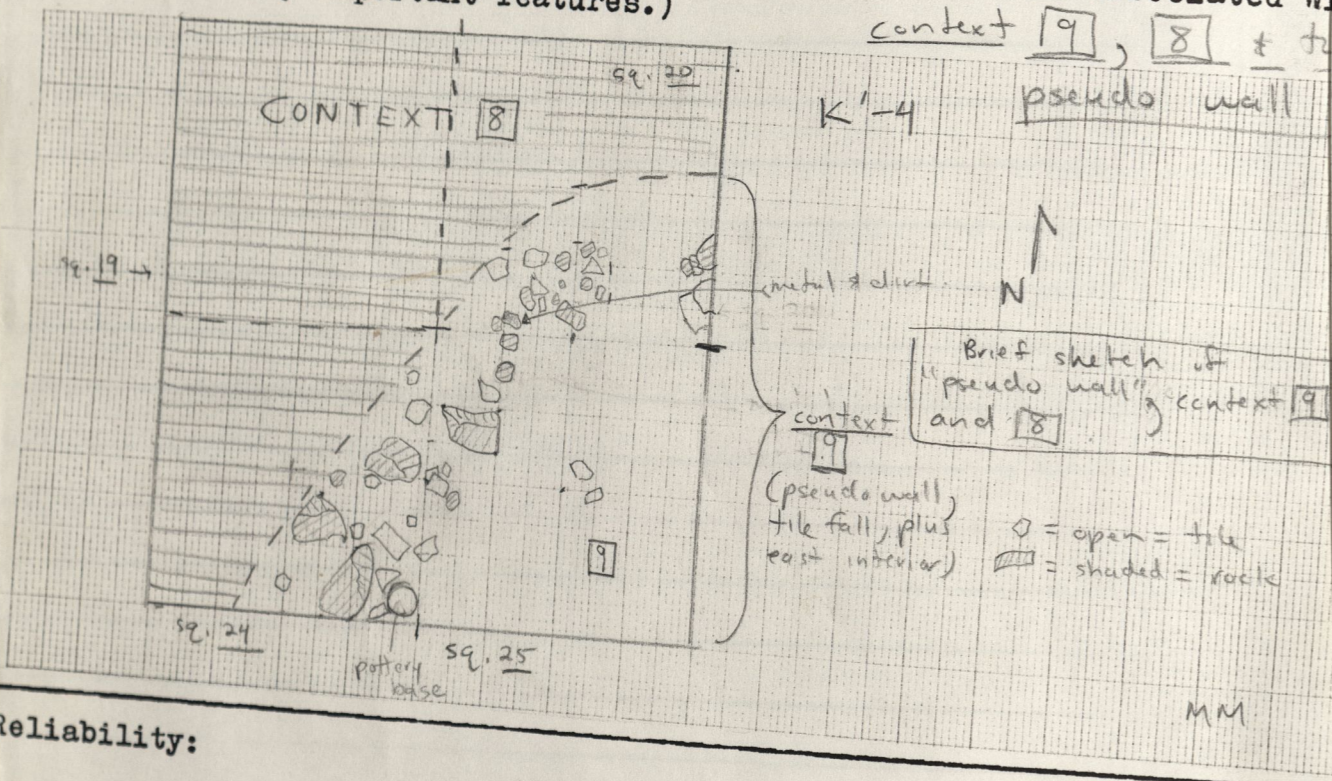 features.)
context 9, 8 &
pseudo wall
sq. 20
CONTEXT 8
K'-4
sq. 19 →
N
metal & dirt
Brief sketch of
"pseudo wall", context 9
and 8
context
9
(pseudo wall,
tile fall, plus
east interior)
= open = tile
= shaded = rock
9
sq. 24
sq. 25
pottery
base
MM
Reliability: